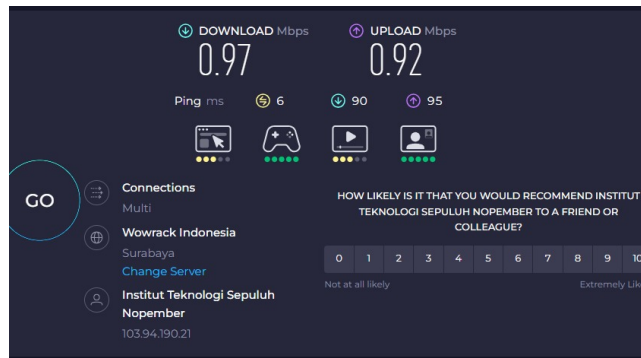 DOWNLOAD Mbps
UPLOAD Mbps
0.97
0.92
Ping ms 6 90 95
GO
Connections
Multi
Wowrack Indonesia
Surabaya
Change Server
Institut Teknologi Sepuluh
Nopember
103.94.190.21
HOW LIKELY IS IT THAT YOU WOULD RECOMMEND INSTITUT
TEKNOLOGI SEPULUH NOPEMBER TO A FRIEND OR
COLLEAGUE?
0 1 2 3 4 5 6 7 8 9 10
Not at all likely
Extremely Like